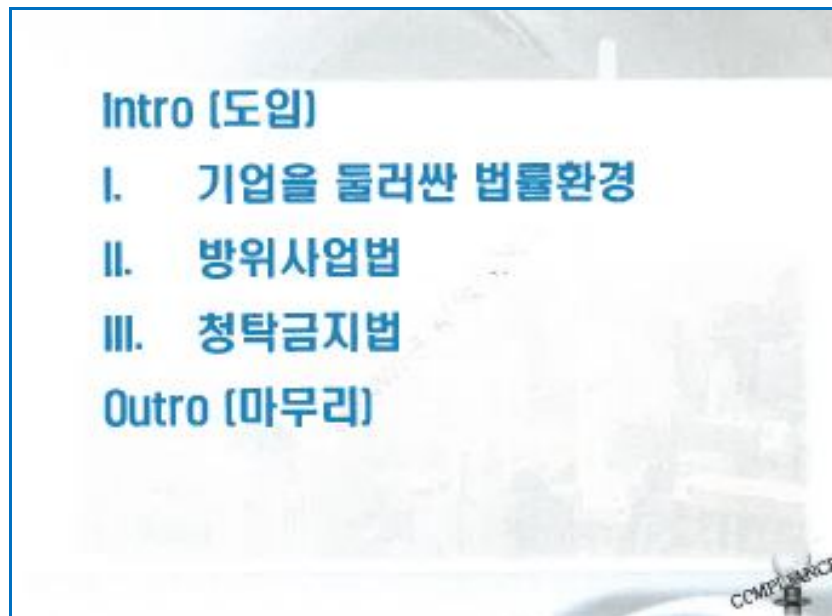 Intro (도입)
I. 기업을 둘러싼 법률환경
II. 방위사업법
III. 청탁금지법
Outro (마무리)
COMPLIANCE